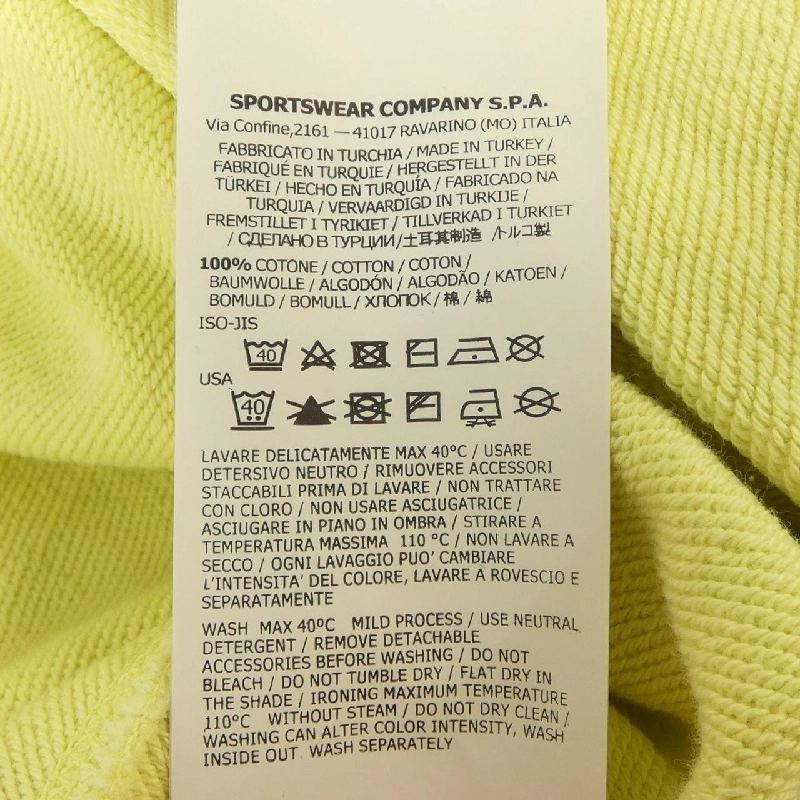 SPORTSWEAR COMPANY S.P.A.
Via Confine,2161 — 41017 RAVARINO (MO) ITALIA
FABBRICATO IN TURCHIA / MADE IN TURKEY /
FABRIQUÉ EN TURQUIE / HERGESTELLT IN DER
TÜRKEI / HECHO EN TURQUÍA / FABRICADO NA
TURQUIA / VERVAARDIGD IN TURKIJE /
FREMSTILLET I TYRIKIET / TILLVERKAD I TURKIET
/ СДЕЛАНО В ТУРЦИИ/土耳其制造 /トルコ製
100% COTONE / COTTON / COTON /
BAUMWOLLE / ALGODÓN / ALGODÃO / KATOEN /
BOMULD / BOMULL / ХЛОПОК / 棉 / 綿
ISO-JIS
40
USA
40
LAVARE DELICATAMENTE MAX 40°C / USARE
DETERSIVO NEUTRO / RIMUOVERE ACCESSORI
STACCABILI PRIMA DI LAVARE / NON TRATTARE
CON CLORO / NON USARE ASCIUGATRICE /
ASCIUGARE IN PIANO IN OMBRA / STIRARE A
TEMPERATURA MASSIMA 110 °C / NON LAVARE A
SECCO / OGNI LAVAGGIO PUO' CAMBIARE
L'INTENSITA' DEL COLORE, LAVARE A ROVESCIO E
SEPARATAMENTE
WASH MAX 40ºC MILD PROCESS / USE NEUTRAL
DETERGENT / REMOVE DETACHABLE
ACCESSORIES BEFORE WASHING / DO NOT
BLEACH / DO NOT TUMBLE DRY / FLAT DRY IN
THE SHADE / IRONING MAXIMUM TEMPERATURE
110°C WITHOUT STEAM / DO NOT DRY CLEAN /
WASHING CAN ALTER COLOR INTENSITY, WASH
INSIDE OUT WASH SEPARATELY